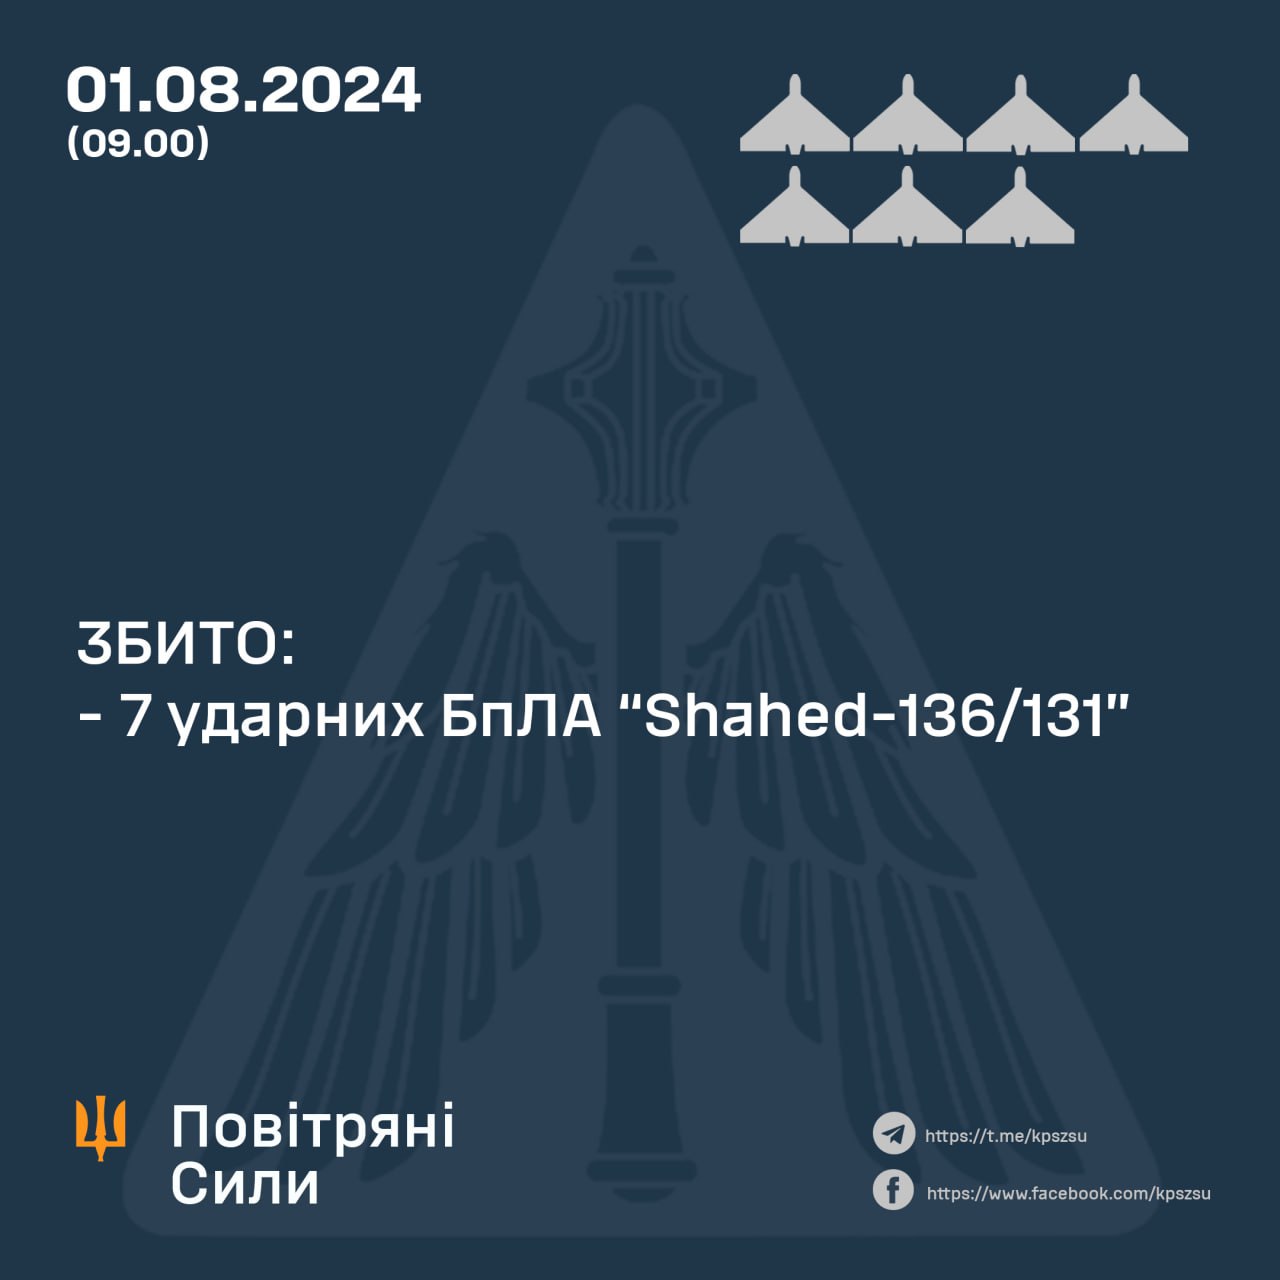 01.08.2024
(09.00)
ЗБИТО:
- 7 ударних БпЛА “Shahed-136/131”
Повітряні
Сили
https://t.me/kpszsu
https://www.facebook.com/kpszsu